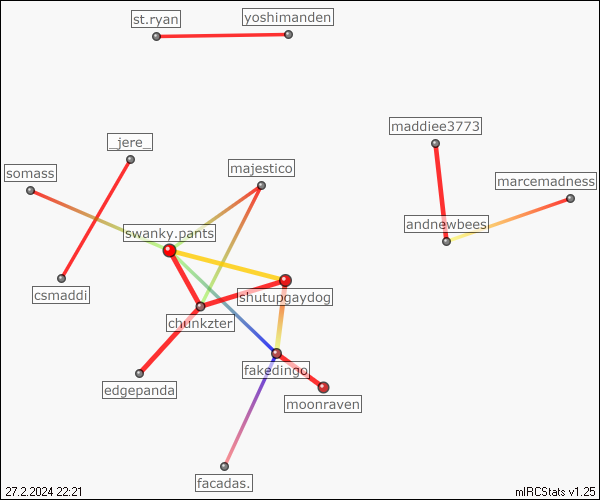 st.ryan
yoshimanden
maddiee3773
_jere_
majestico
somass
marcemadness
andnewbees
swanky.pants
csmaddi
shutupgaydog
chunkzter
fakedingo
edgepanda
moonraven
facadas.
27.2.2024 22:21
mIRCStats v1.25